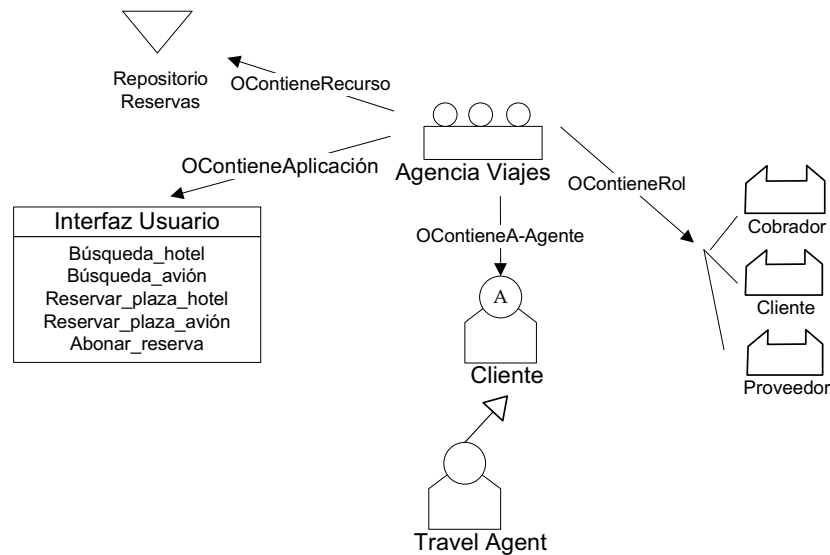 Repositorio
Reservas
OContieneRecurso
OContieneAplicación
Agencia Viajes
OContieneRol
Cobrador
Interfaz Usuario
Búsqueda_hotel
Búsqueda_avión
Reservar_plaza_hotel
Reservar_plaza_avión
Abonar_reserva
OContieneA-Agente
A
Cliente
Cliente
Proveedor
Travel Agent